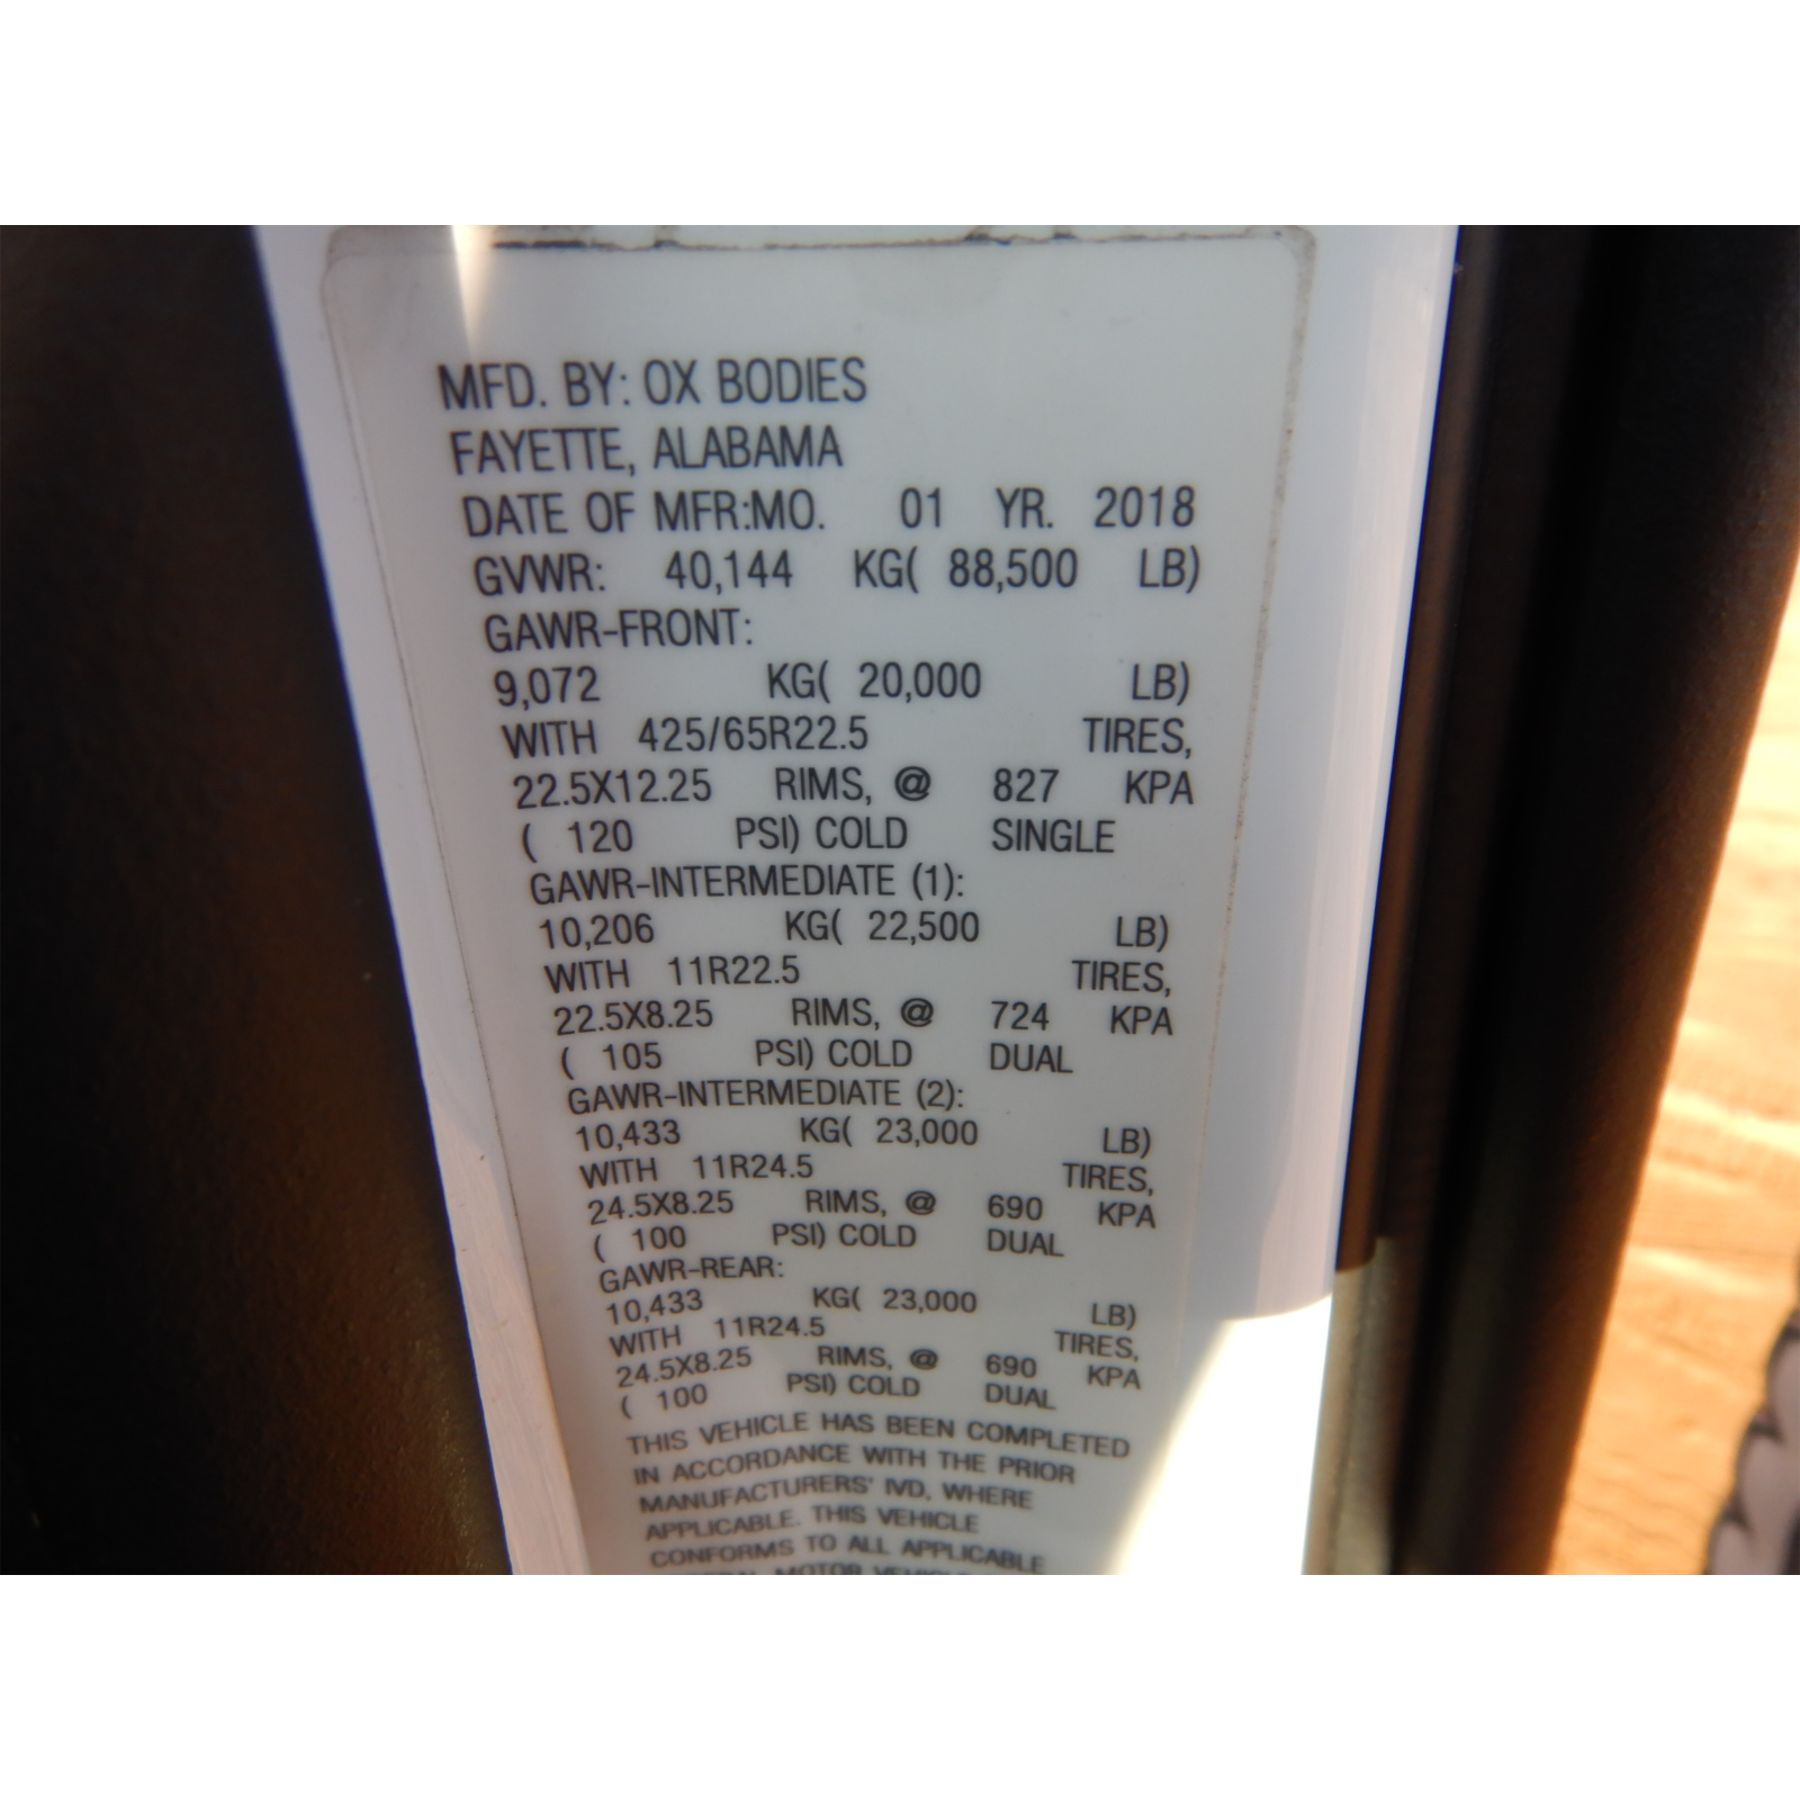 MFD. BY: OX BODIES
FAYETTE, ALABAMA
DATE OF MFR:MO. 01 YR. 2018
GVWR: 40,144 KG( 88,500 LB)
GAWR-FRONT:
9,072 KG( 20,000 LB)
WITH 425/65R22.5 TIRES,
22.5X12.25 RIMS, @ 827 KPA
( 120 PSI) COLD SINGLE
GAWR-INTERMEDIATE (1):
10,206 KG( 22,500 LB)
WITH 11R22.5 TIRES,
22.5X8.25 RIMS, @ 724 KPA
( 105 PSI) COLD DUAL
GAWR-INTERMEDIATE (2):
10,433 KG( 23,000 LB)
WITH 11R24.5 TIRES,
24.5X8.25 RIMS, @ 690 KPA
( 100 PSI) COLD DUAL
GAWR-REAR:
10,433 KG( 23,000 LB)
WITH 11R24.5 TIRES,
24.5X8.25 RIMS, @ 690 KPA
( 100 PSI) COLD DUAL
THIS VEHICLE HAS BEEN COMPLETED
IN ACCORDANCE WITH THE PRIOR
MANUFACTURERS' IVD, WHERE
APPLICABLE. THIS VEHICLE
CONFORMS TO ALL APPLICABLE
MOTOR